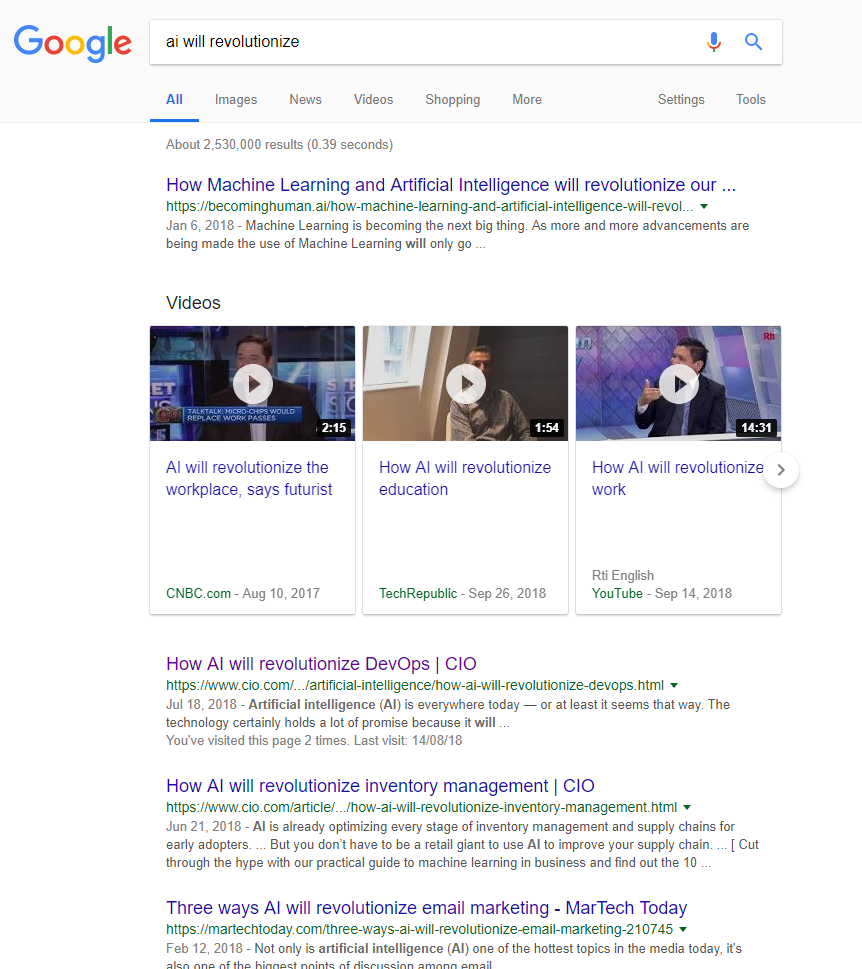 Google
ai will revolutionize
All Images News Videos Shopping More Settings Tools
About 2,530,000 results (0.39 seconds)
How Machine Learning and Artificial Intelligence will revolutionize our ...
https://becominghuman.ai/how-machine-learning-and-artificial-intelligence-will-revol...
Jan 6, 2018 - Machine Learning is becoming the next big thing. As more and more advancements are
being made the use of Machine Learning will only go ...
Videos
TALKTALK: MICRO-CHIPS WOULD
REPLACE WORK PASSES
2:15
1:54
Rti
14:31
AI will revolutionize the
workplace, says futurist
CNBC.com - Aug 10, 2017
How AI will revolutionize
education
TechRepublic - Sep 26, 2018
How AI will revolutionize
work
Rti English
YouTube - Sep 14, 2018
How AI will revolutionize DevOps | CIO
https://www.cio.com/.../artificial-intelligence/how-ai-will-revolutionize-devops.html
Jul 18, 2018 - Artificial intelligence (AI) is everywhere today — or at least it seems that way. The
technology certainly holds a lot of promise because it will ...
You've visited this page 2 times. Last visit: 14/08/18
How AI will revolutionize inventory management | CIO
https://www.cio.com/article/.../how-ai-will-revolutionize-inventory-management.html
Jun 21, 2018 - AI is already optimizing every stage of inventory management and supply chains for
early adopters. ... But you don't have to be a retail giant to use AI to improve your supply chain. ... [ Cut
through the hype with our practical guide to machine learning in business and find out the 10 ...
Three ways AI will revolutionize email marketing - MarTech Today
https://martechtoday.com/three-ways-ai-will-revolutionize-email-marketing-210745
Feb 12, 2018 - Not only is artificial intelligence (AI) one of the hottest topics in the media today, it's
also one of the biggest points of discussion among email